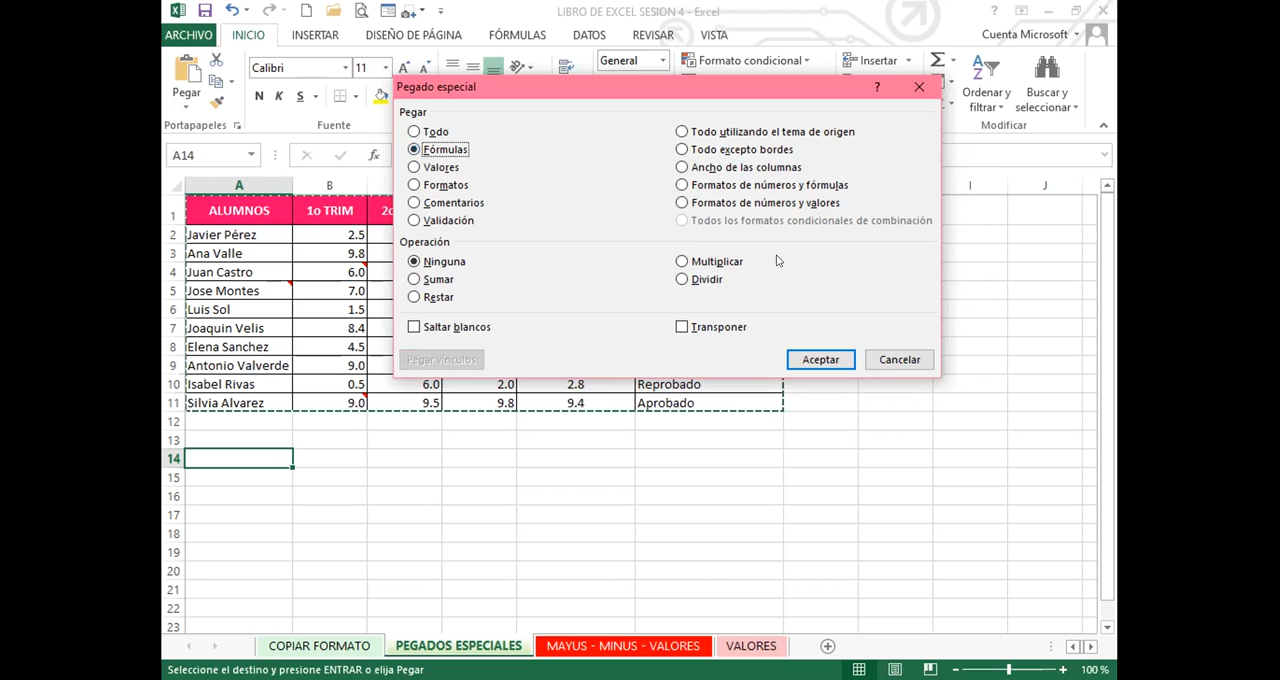 LIBRO DE EXCEL SESION 4 - Excel
?
ARCHIVO INICIO INSERTAR DISEÑO DE PÁGINA FÓRMULAS DATOS REVISAR VISTA Cuenta Microsoft
Calibri 11 General Formato condicional Insertar Σ
Pegar N K S Ordenar y filtrar Buscar y seleccionar
Portapapeles Fuente Modificar
A14 fx
Pegado especial ?
Pegar
Todo Todo utilizando el tema de origen
Fórmulas Todo excepto bordes
Valores Ancho de las columnas
Formatos Formatos de números y fórmulas
Comentarios Formatos de números y valores
Validación Todos los formatos condicionales de combinación
Operación
Ninguna Multiplicar
Sumar Dividir
Restar
Saltar blancos Transponer
Pegar vínculos Aceptar Cancelar
A B I J
1 ALUMNOS 1o TRIM
2 Javier Pérez 2.5
3 Ana Valle 9.8
4 Juan Castro 6.0
5 Jose Montes 7.0
6 Luis Sol 1.5
7 Joaquin Velis 8.4
8 Elena Sanchez 4.5
9 Antonio Valverde 9.0
10 Isabel Rivas 0.5 6.0 2.0 2.8 Reprobado
11 Silvia Alvarez 9.0 9.5 9.8 9.4 Aprobado
12
13
14
15
16
17
18
19
20
21
22
23
COPIAR FORMATO PEGADOS ESPECIALES MAYUS - MINUS - VALORES VALORES
Seleccione el destino y presione ENTRAR o elija Pegar 100 %